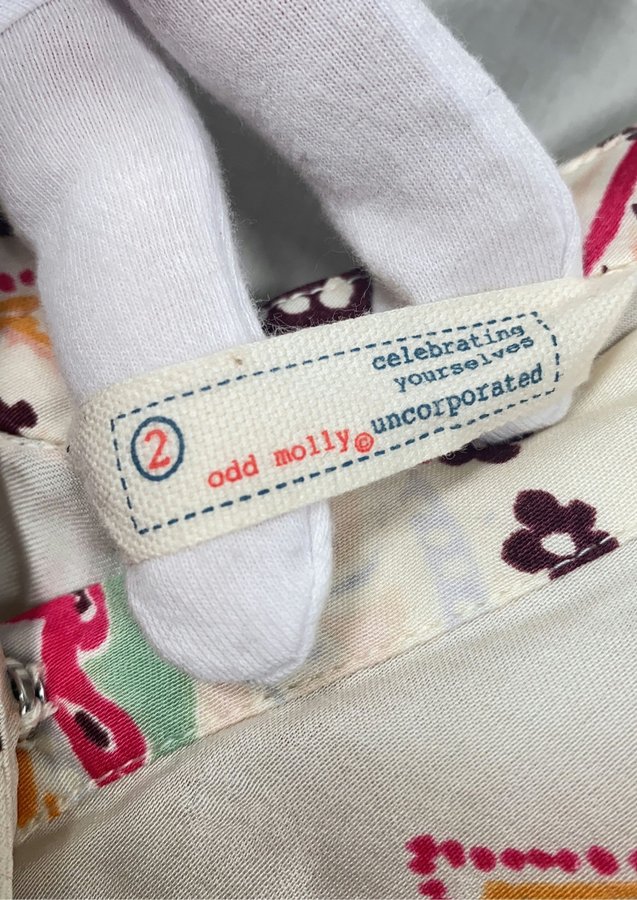 celebrating
yourselves
2 odd molly© uncorporated